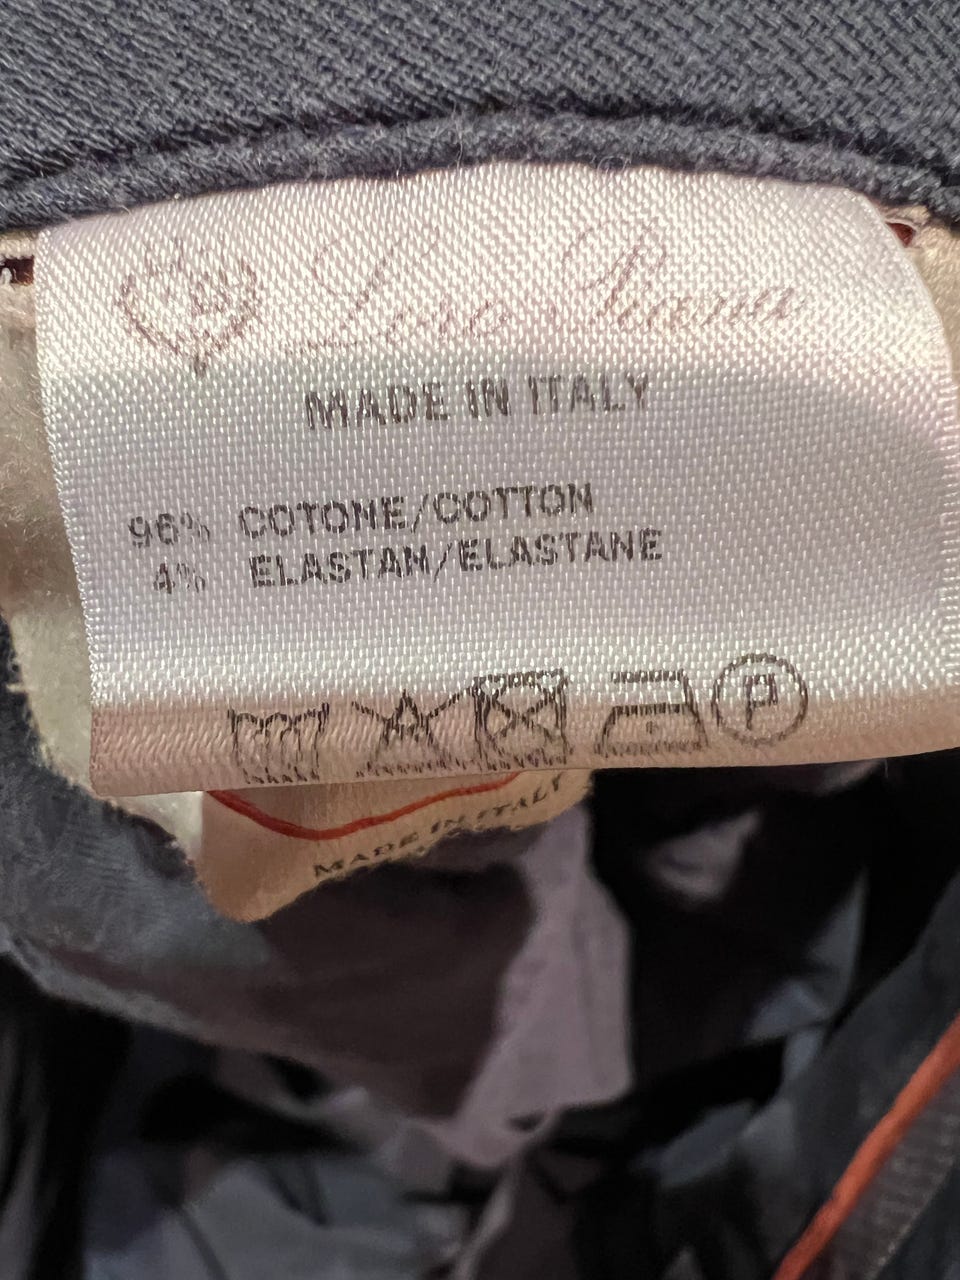 Loro Piana
MADE IN ITALY
96% COTONE/COTTON
4% ELASTAN/ELASTANE
P
MADE IN ITALY